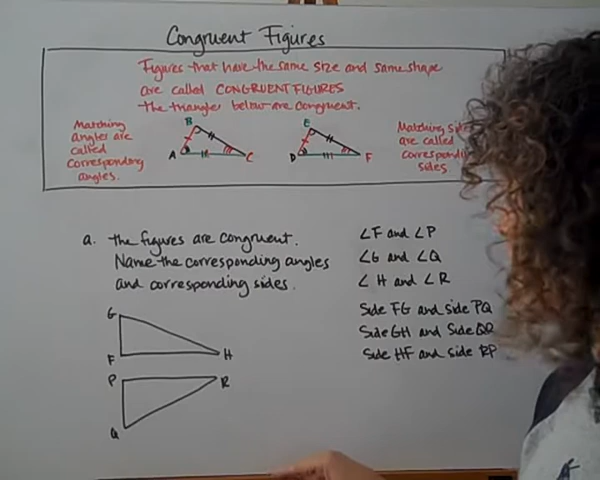 Congruent Figures
Figures that have the same size and same shape
are called CONGRUENT FIGURES
The triangles below are congruent.
Matching
angles are
called
corresponding
angles.
B
A
C
E
D
F
Matching
are called
sides
a. the figures are congruent.
Name the corresponding angles
and corresponding sides.
∠F and ∠P
∠G and ∠Q
∠H and ∠R
Side FG and side PQ
Side GH and Side QR
Side HF and side RP
G
F
H
P
R
Q